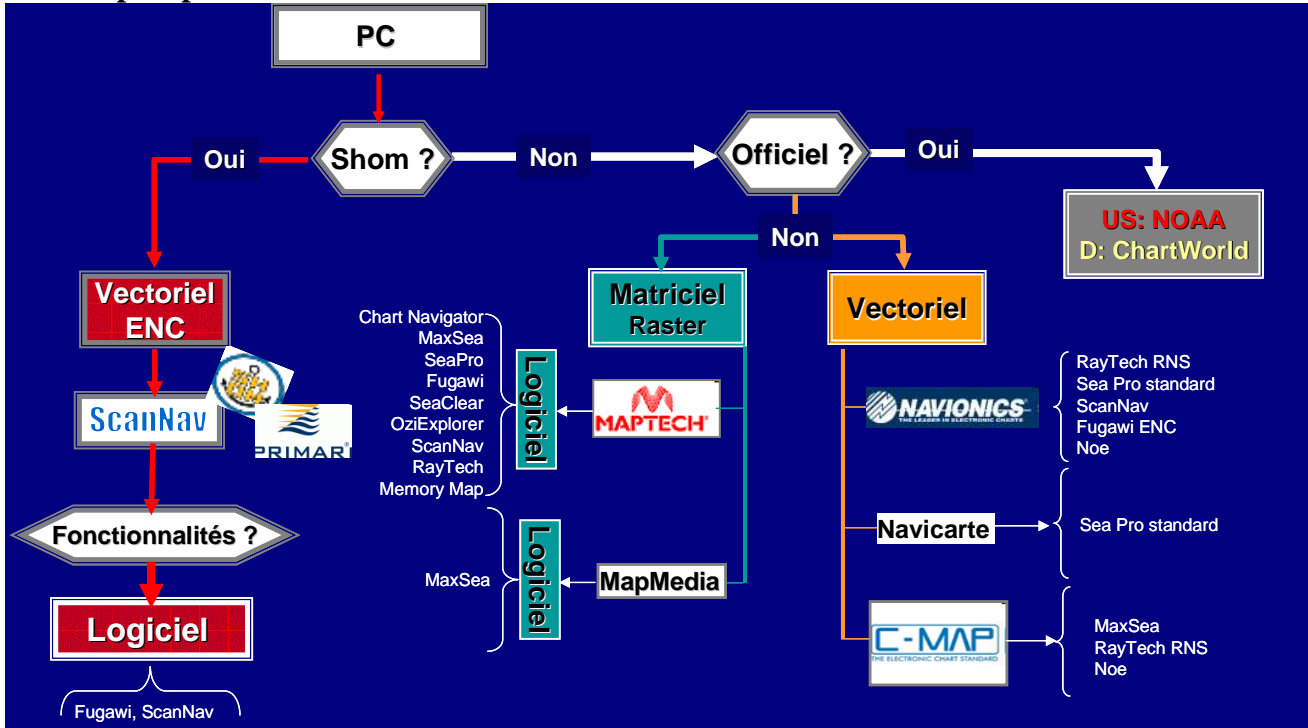 PC
Oui
Shom ?
Non
Officiel ?
Oui
US: NOAA
D: ChartWorld
Non
Vectoriel
ENC
Matriciel
Raster
Vectoriel
ScanNav
PRIMAR
Fonctionnalités ?
Logiciel
Fugawi, ScanNav
Chart Navigator
MaxSea
SeaPro
Fugawi
SeaClear
OziExplorer
ScanNav
RayTech
Memory Map
Logiciel
MAPTECH®
MaxSea
Logiciel
MapMedia
NAVIONICS
THE LEADER IN ELECTRONIC CHARTS
RayTech RNS
Sea Pro standard
ScanNav
Fugawi ENC
Noe
Navicarte
Sea Pro standard
C-MAP
THE ELECTRONIC CHART STANDARD
MaxSea
RayTech RNS
Noe